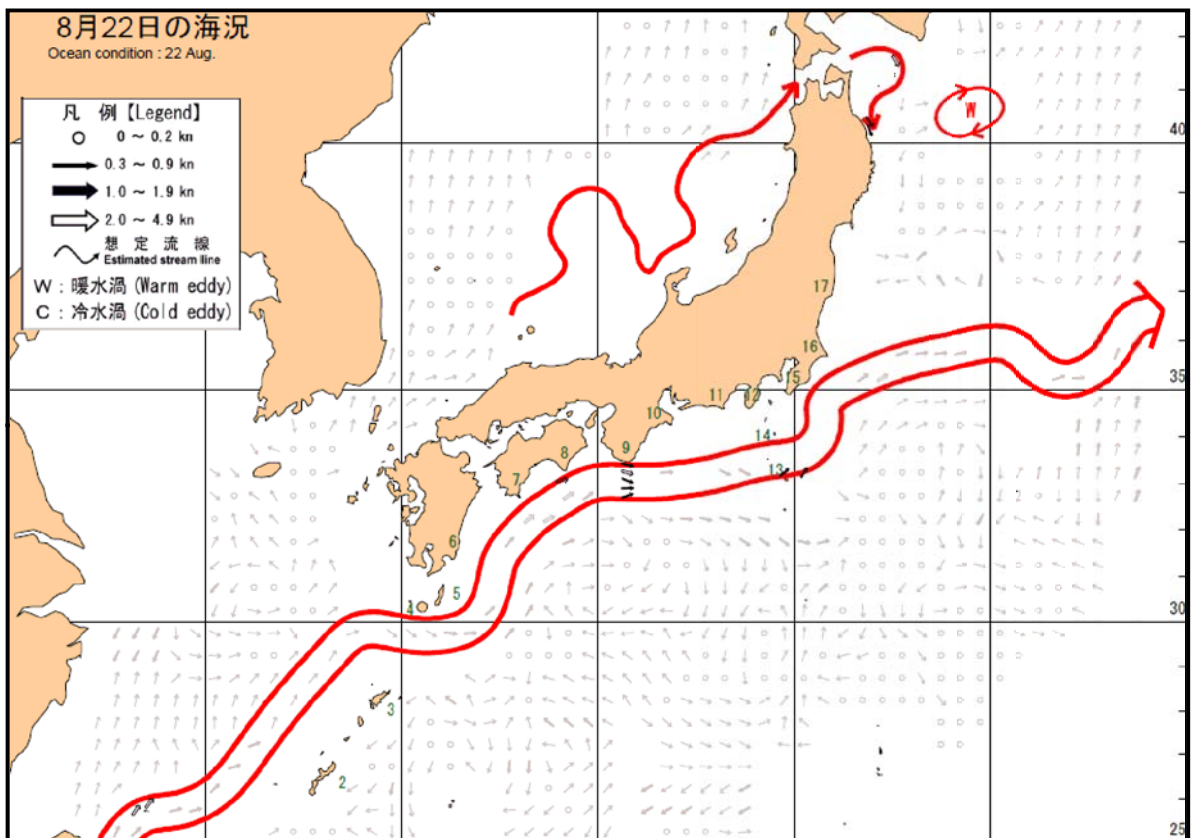 8月22日の海況
Ocean condition : 22 Aug.
凡 例【Legend】
0 ～ 0.2 kn
0.3 ～ 0.9 kn
1.0 ～ 1.9 kn
2.0 ～ 4.9 kn
想 定 流 線
Estimated stream line
W : 暖水渦 (Warm eddy)
C : 冷水渦 (Cold eddy)
W
40
17
16
35
15
12
11
10
14
9
8
13
7
6
5
4
30
3
2
25